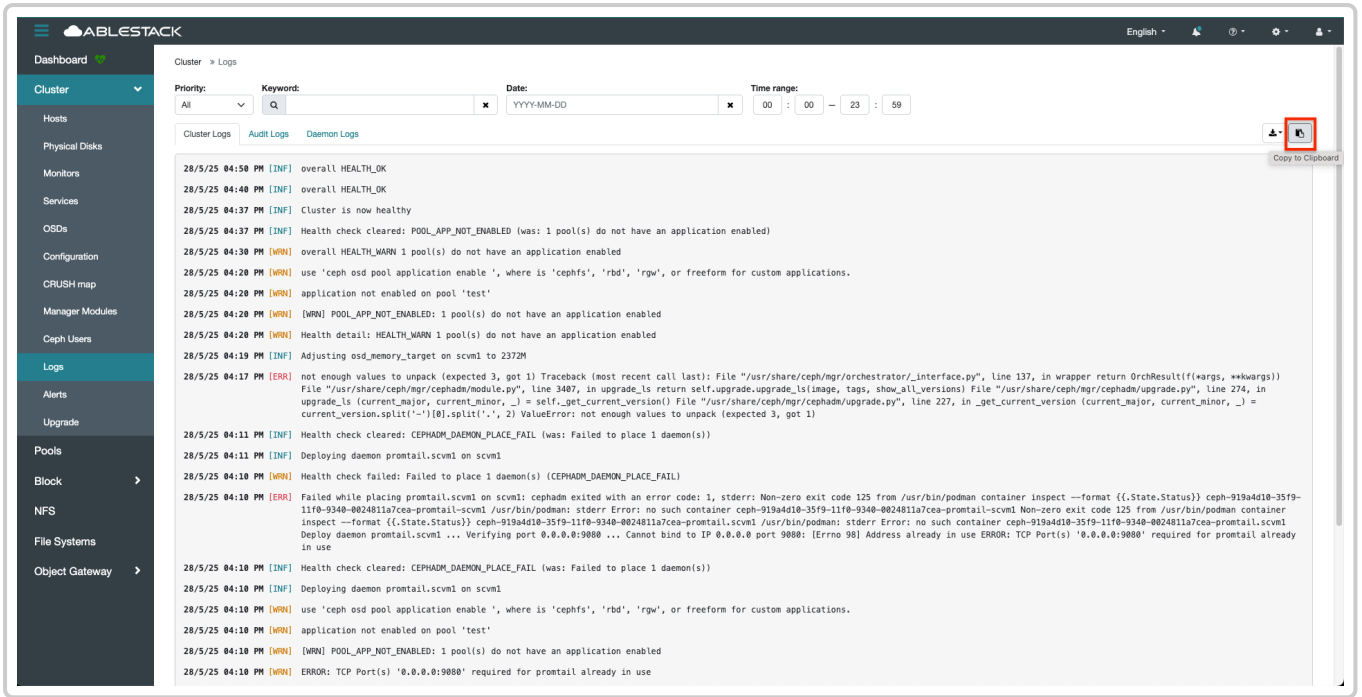 ABLESTACK
English
Dashboard
Cluster
Hosts
Physical Disks
Monitors
Services
OSDs
Configuration
CRUSH map
Manager Modules
Ceph Users
Logs
Alerts
Upgrade
Pools
Block
NFS
File Systems
Object Gateway
Cluster » Logs
Priority: Keyword: Date: Time range:
All YYYY-MM-DD 00 : 00 – 23 : 59
Cluster Logs Audit Logs Daemon Logs
Copy to Clipboard
28/5/25 04:50 PM [INF] overall HEALTH_OK
28/5/25 04:40 PM [INF] overall HEALTH_OK
28/5/25 04:37 PM [INF] Cluster is now healthy
28/5/25 04:37 PM [INF] Health check cleared: POOL_APP_NOT_ENABLED (was: 1 pool(s) do not have an application enabled)
28/5/25 04:30 PM [WRN] overall HEALTH_WARN 1 pool(s) do not have an application enabled
28/5/25 04:20 PM [WRN] use 'ceph osd pool application enable ', where is 'cephfs', 'rbd', 'rgw', or freeform for custom applications.
28/5/25 04:20 PM [WRN] application not enabled on pool 'test'
28/5/25 04:20 PM [WRN] [WRN] POOL_APP_NOT_ENABLED: 1 pool(s) do not have an application enabled
28/5/25 04:20 PM [WRN] Health detail: HEALTH_WARN 1 pool(s) do not have an application enabled
28/5/25 04:19 PM [INF] Adjusting osd_memory_target on scvm1 to 2372M
28/5/25 04:17 PM [ERR] not enough values to unpack (expected 3, got 1) Traceback (most recent call last): File "/usr/share/ceph/mgr/orchestrator/_interface.py", line 137, in wrapper return OrchResult(f(*args, **kwargs))
File "/usr/share/ceph/mgr/cephadm/module.py", line 3407, in upgrade_ls return self.upgrade.upgrade_ls(image, tags, show_all_versions) File "/usr/share/ceph/mgr/cephadm/upgrade.py", line 274, in
upgrade_ls (current_major, current_minor, _) = self._get_current_version() File "/usr/share/ceph/mgr/cephadm/upgrade.py", line 227, in _get_current_version (current_major, current_minor, _) =
current_version.split('-')[0].split('.', 2) ValueError: not enough values to unpack (expected 3, got 1)
28/5/25 04:11 PM [INF] Health check cleared: CEPHADM_DAEMON_PLACE_FAIL (was: Failed to place 1 daemon(s))
28/5/25 04:11 PM [INF] Deploying daemon promtail.scvm1 on scvm1
28/5/25 04:10 PM [WRN] Health check failed: Failed to place 1 daemon(s) (CEPHADM_DAEMON_PLACE_FAIL)
28/5/25 04:10 PM [ERR] Failed while placing promtail.scvm1 on scvm1: cephadm exited with an error code: 1, stderr: Non-zero exit code 125 from /usr/bin/podman container inspect --format {{.State.Status}} ceph-919a4d10-35f9-
11f0-9340-0024811a7cea-promtail-scvm1 /usr/bin/podman: stderr Error: no such container ceph-919a4d10-35f9-11f0-9340-0024811a7cea-promtail-scvm1 Non-zero exit code 125 from /usr/bin/podman container
inspect --format {{.State.Status}} ceph-919a4d10-35f9-11f0-9340-0024811a7cea-promtail.scvm1 /usr/bin/podman: stderr Error: no such container ceph-919a4d10-35f9-11f0-9340-0024811a7cea-promtail.scvm1
Deploy daemon promtail.scvm1 ... Verifying port 0.0.0.0:9080 ... Cannot bind to IP 0.0.0.0 port 9080: [Errno 98] Address already in use ERROR: TCP Port(s) '0.0.0.0:9080' required for promtail already
in use
28/5/25 04:10 PM [INF] Health check cleared: CEPHADM_DAEMON_PLACE_FAIL (was: Failed to place 1 daemon(s))
28/5/25 04:10 PM [INF] Deploying daemon promtail.scvm1 on scvm1
28/5/25 04:10 PM [WRN] use 'ceph osd pool application enable ', where is 'cephfs', 'rbd', 'rgw', or freeform for custom applications.
28/5/25 04:10 PM [WRN] application not enabled on pool 'test'
28/5/25 04:10 PM [WRN] [WRN] POOL_APP_NOT_ENABLED: 1 pool(s) do not have an application enabled
28/5/25 04:10 PM [WRN] ERROR: TCP Port(s) '0.0.0.0:9080' required for promtail already in use